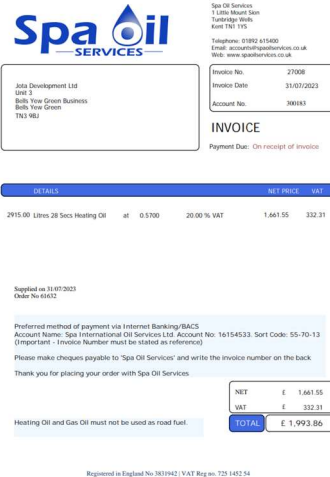 Spa Oil
SERVICES
Spa Oil Services
1 Little Mount Sion
Tunbridge Wells
Kent TN1 1YS
Telephone: 01892 615400
Email: accounts@spaoilservices.co.uk
Web: www.spaoilservices.co.uk
Jota Development Ltd
Unit 3
Bells Yew Green Business
Bells Yew Green
TN3 9BJ
Invoice No. 27008
Invoice Date 31/07/2023
Account No. 300183
INVOICE
Payment Due: On receipt of invoice
DETAILS NET PRICE VAT
2915.00 Litres 28 Secs Heating Oil at 0.5700 20.00 % VAT 1,661.55 332.31
Supplied on 31/07/2023
Order No 61632
Preferred method of payment via Internet Banking/BACS
Account Name: Spa International Oil Services Ltd. Account No: 16154533. Sort Code: 55-70-13
(Important - Invoice Number must be stated as reference)
Please make cheques payable to 'Spa Oil Services' and write the invoice number on the back
Thank you for placing your order with Spa Oil Services
NET £ 1,661.55
VAT £ 332.31
Heating Oil and Gas Oil must not be used as road fuel.
TOTAL £ 1,993.86
Registered in England No 3831942 | VAT Reg no. 725 1452 54